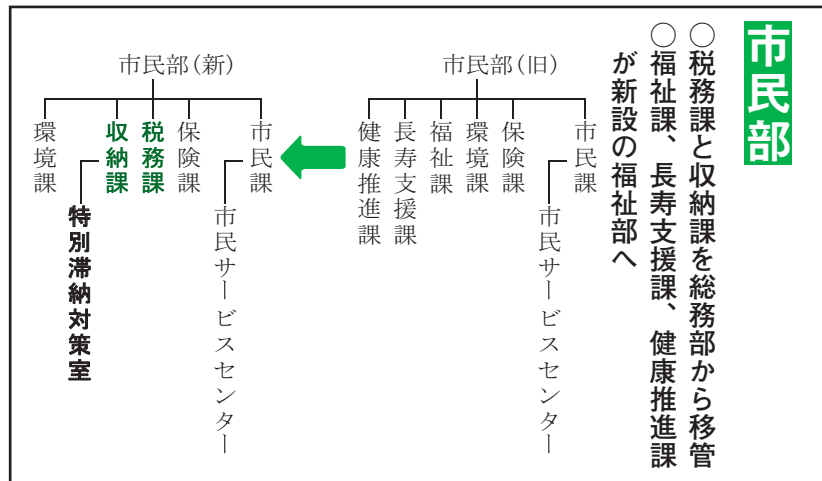 市民部
○税務課と収納課を総務部から移管
○福祉課、長寿支援課、健康推進課
が新設の福祉部へ
市民部（旧）
市民課
市民サービスセンター
保険課
環境課
福祉課
長寿支援課
健康推進課
市民部（新）
市民課
市民サービスセンター
保険課
税務課
収納課
特別滞納対策室
環境課